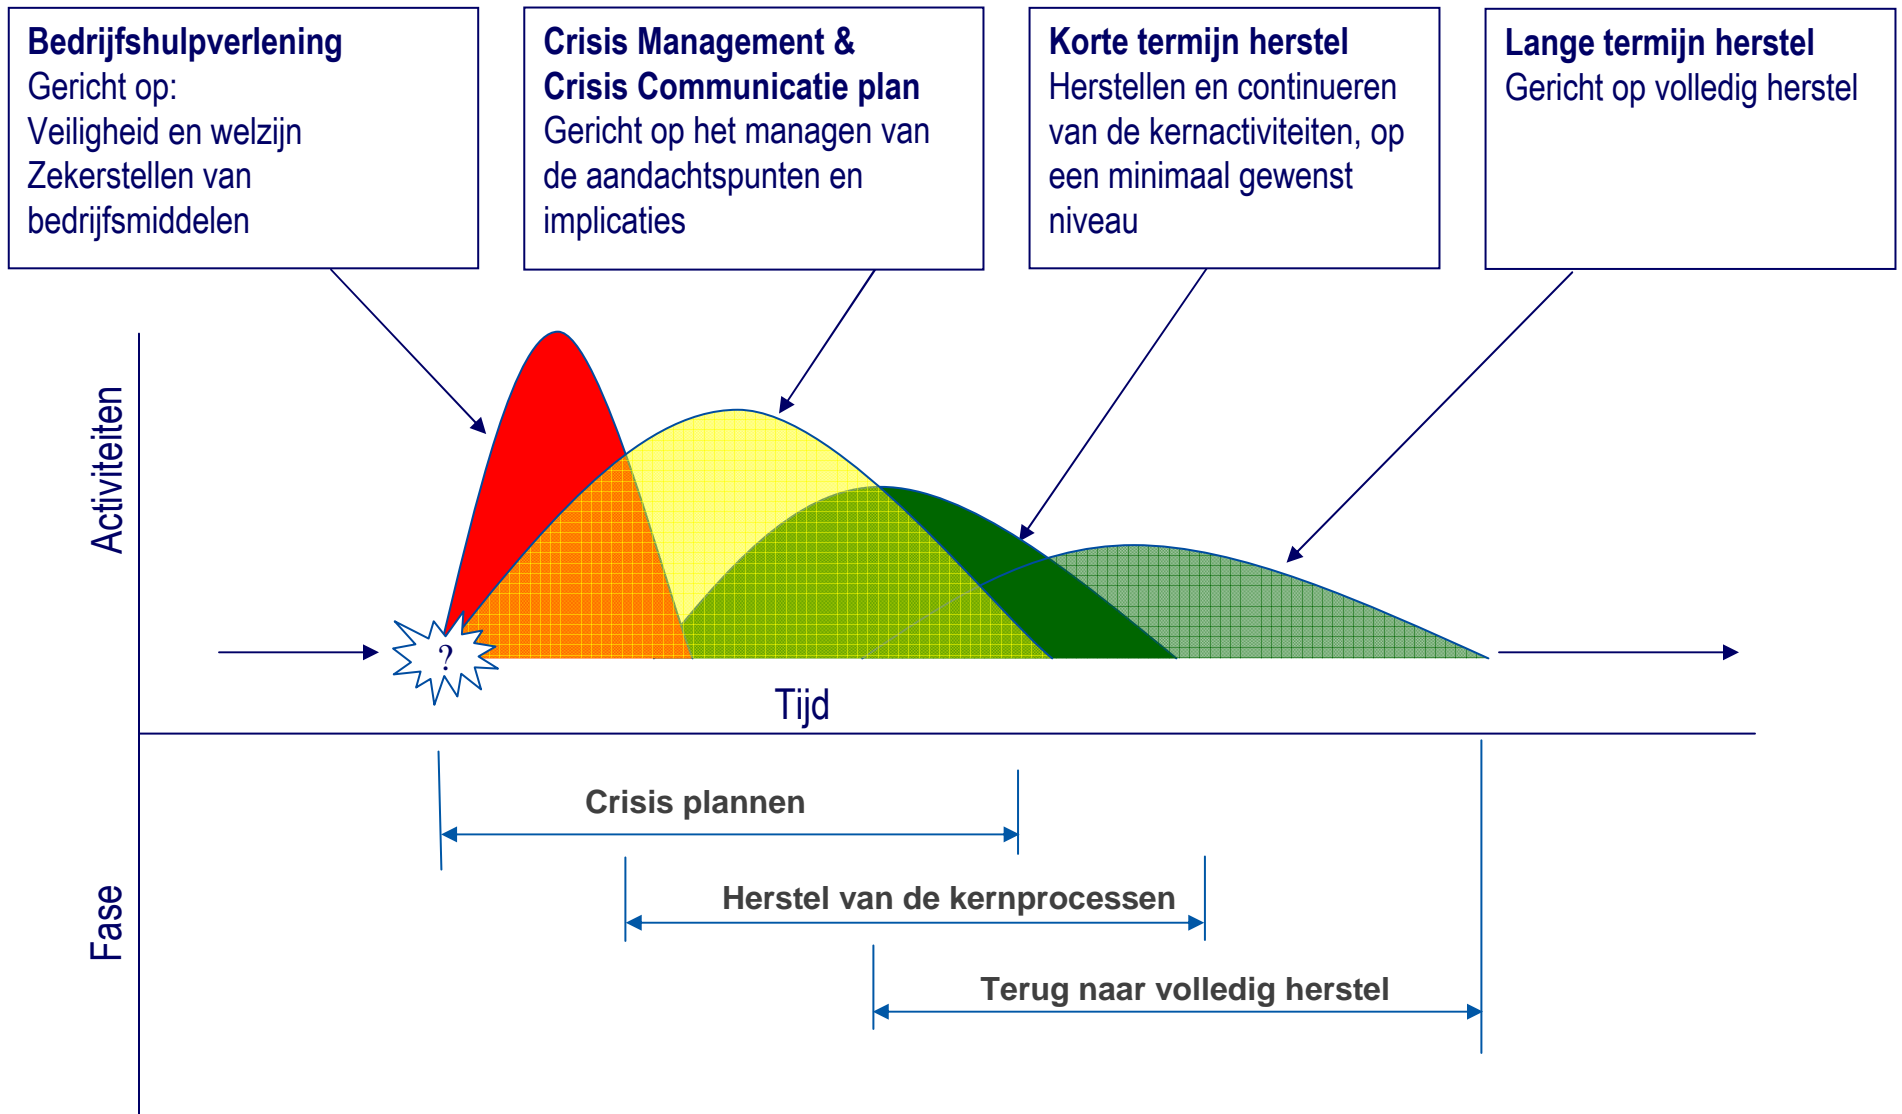 Bedrijfshulpverlening
Gericht op:
Veiligheid en welzijn
Zekerstellen van
bedrijfsmiddelen
Crisis Management &
Crisis Communicatie plan
Gericht op het managen van
de aandachtspunten en
implicaties
Korte termijn herstel
Herstellen en continueren
van de kernactiviteiten, op
een minimaal gewenst
niveau
Lange termijn herstel
Gericht op volledig herstel
Activiteiten
?
Tijd
Fase
Crisis plannen
Herstel van de kernprocessen
Terug naar volledig herstel